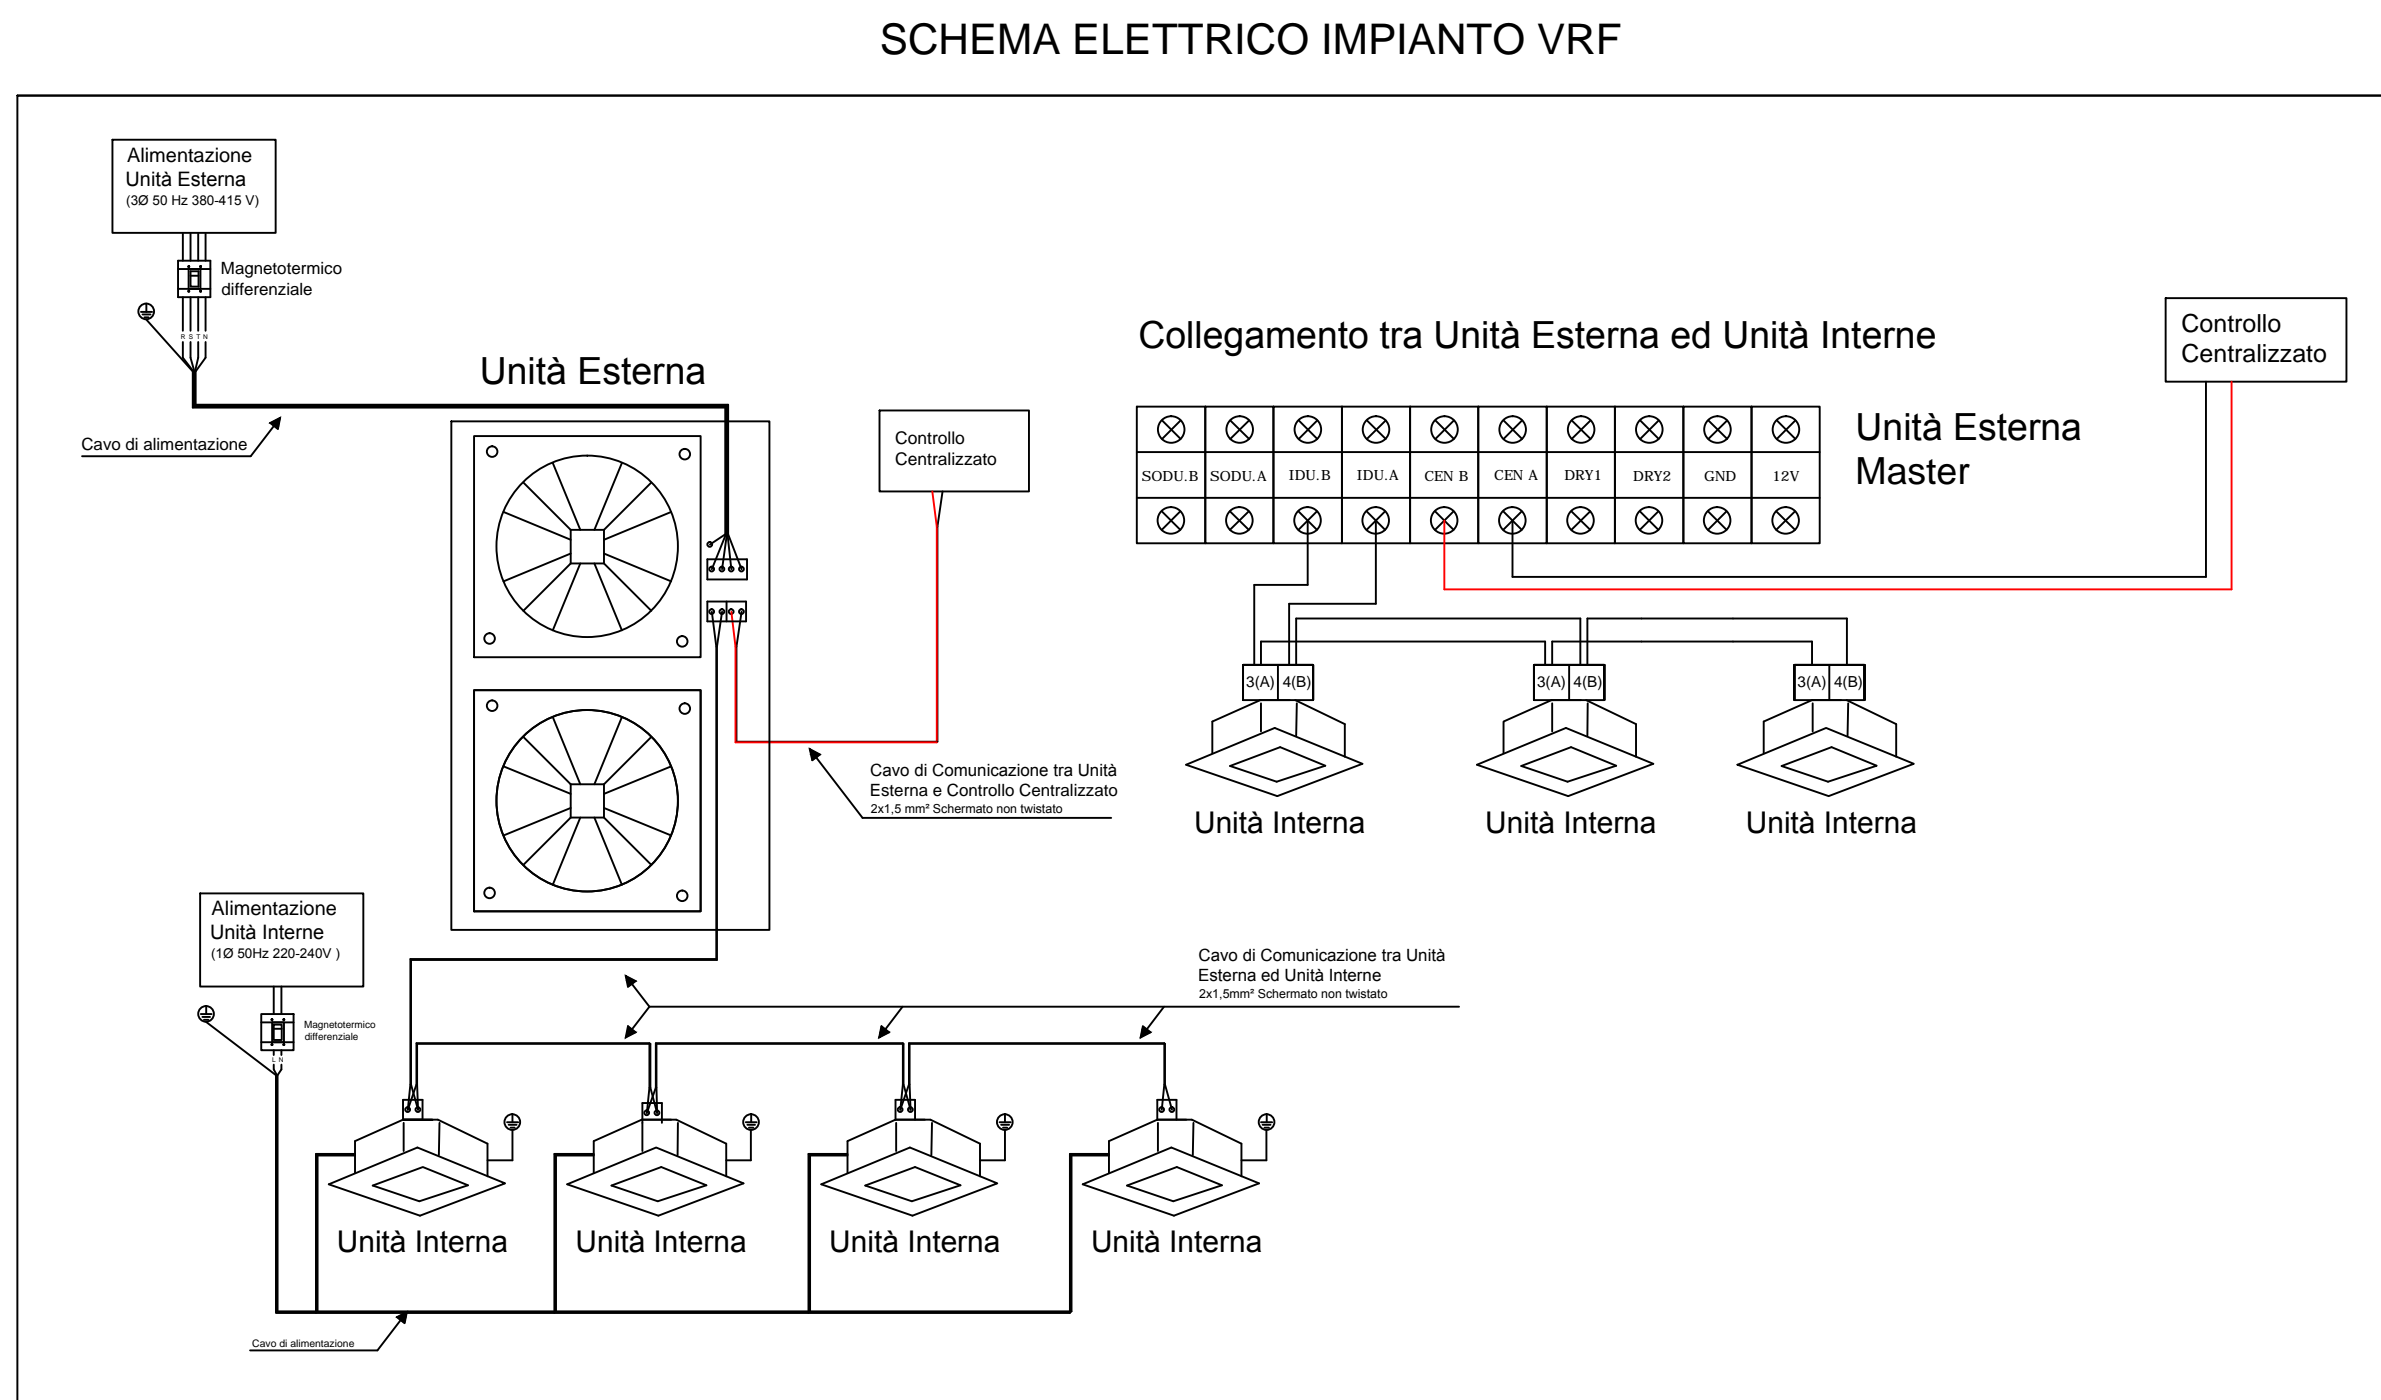 SCHEMA ELETTRICO IMPIANTO VRF
Alimentazione
Unità Esterna
(3Ø 50 Hz 380-415 V)
Magnetotermico
differenziale
R S T N
Unità Esterna
Cavo di alimentazione
Controllo
Centralizzato
Cavo di Comunicazione tra Unità
Esterna e Controllo Centralizzato
2x1,5 mm² Schermato non twistato
Collegamento tra Unità Esterna ed Unità Interne
Controllo
Centralizzato
SODU.B SODU.A IDU.B IDU.A CEN B CEN A DRY1 DRY2 GND 12V
Unità Esterna
Master
3(A) 4(B) 3(A) 4(B) 3(A) 4(B)
Unità Interna Unità Interna Unità Interna
Alimentazione
Unità Interne
(1Ø 50Hz 220-240V )
Magnetotermico
differenziale
L N
Cavo di Comunicazione tra Unità
Esterna ed Unità Interne
2x1,5mm² Schermato non twistato
Unità Interna Unità Interna Unità Interna Unità Interna
Cavo di alimentazione